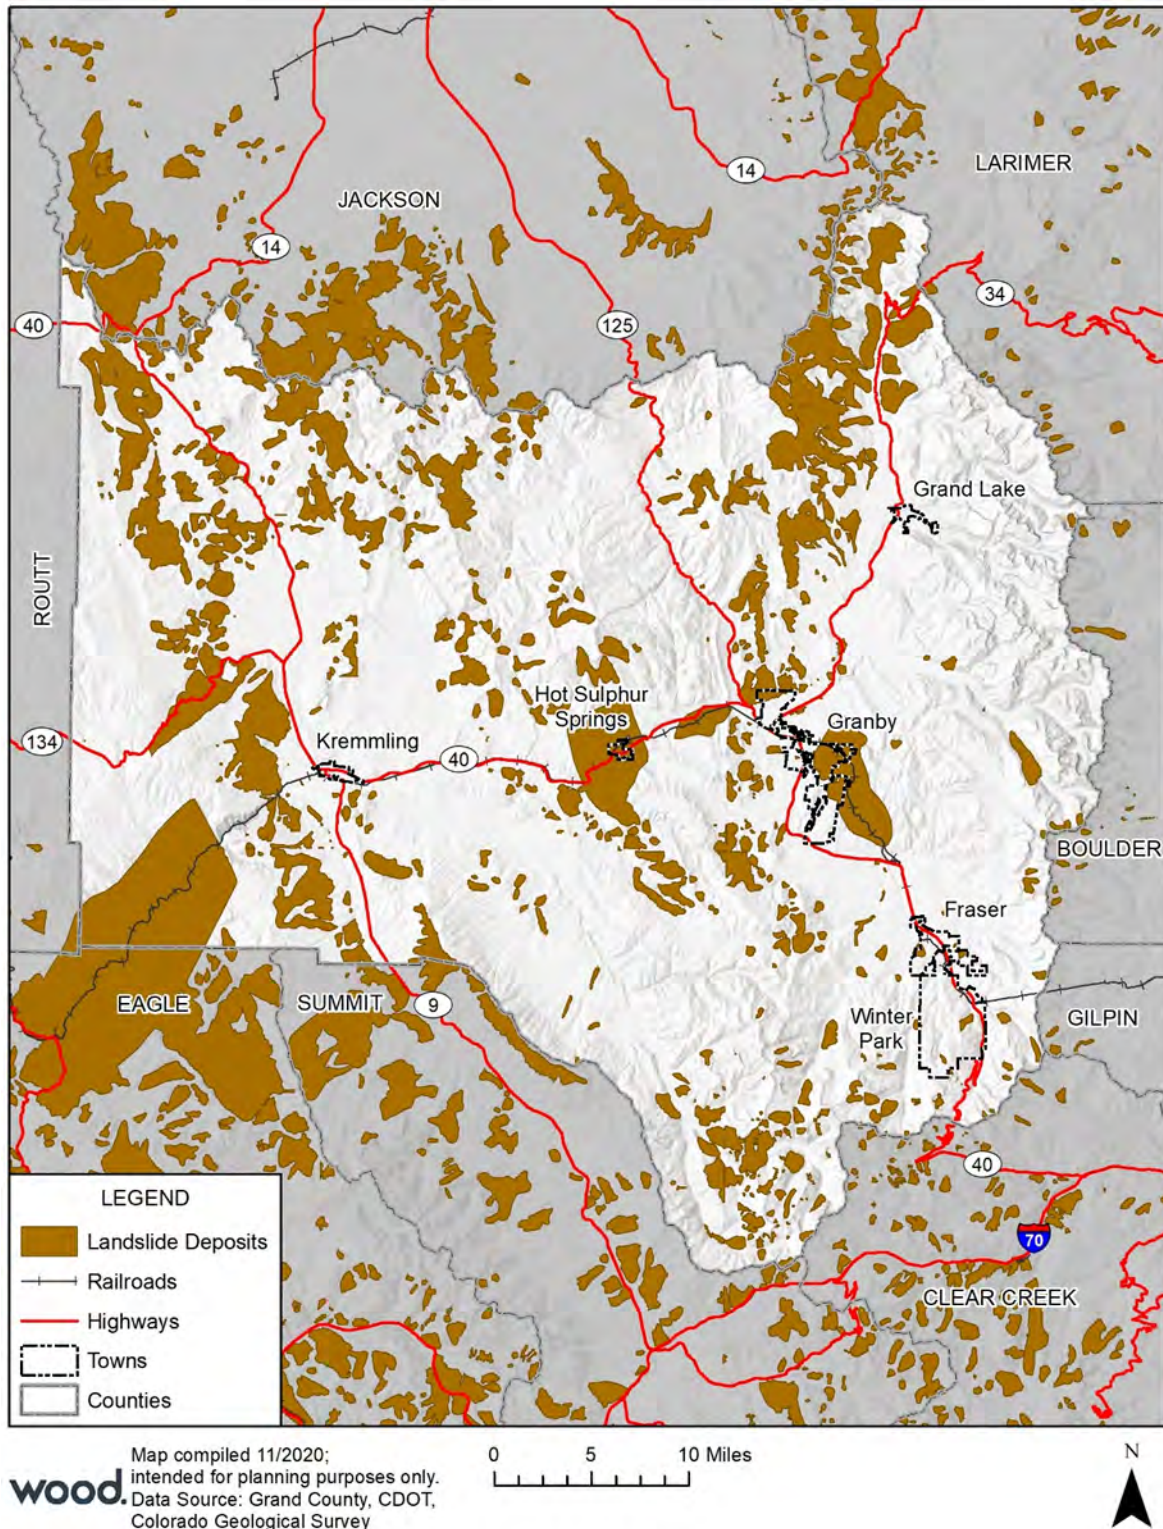 LARIMER
14
JACKSON
14
34
40
125
Grand Lake
ROUTT
Hot Sulphur
Springs
Granby
134
Kremmling
40
BOULDER
Fraser
EAGLE
SUMMIT
9
Winter
Park
GILPIN
40
70
CLEAR CREEK
LEGEND
Landslide Deposits
Railroads
Highways
Towns
Counties
wood.
Map compiled 11/2020;
intended for planning purposes only.
Data Source: Grand County, CDOT,
Colorado Geological Survey
0 5 10 Miles
N